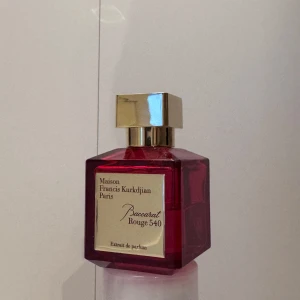 Maison
Francis Kurkdjian
Paris
Baccarat
Rouge 540
Extrait de parfum